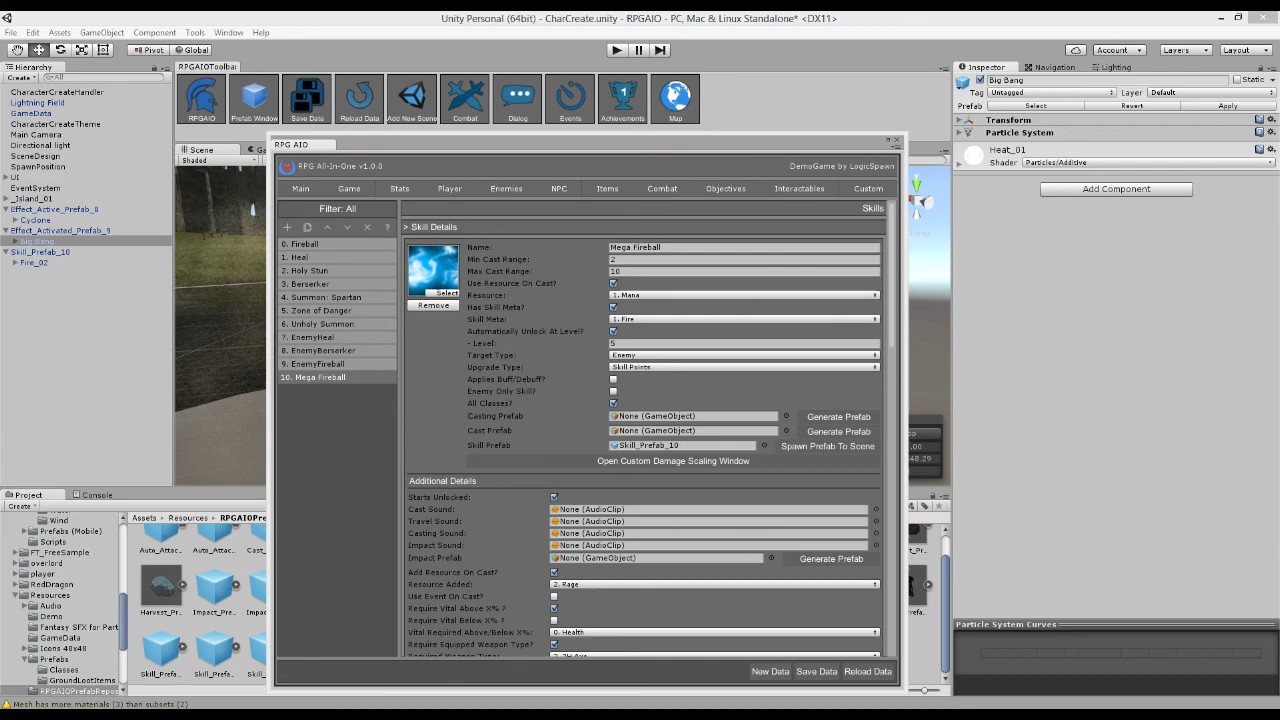 Unity Personal (64bit) - CharCreate.unity - RPGAIO - PC, Mac & Linux Standalone* <DX11>
File Edit Assets GameObject Component Tools Window Help
Pivot Global Account Layers Layout
Hierarchy
Create All
CharacterCreateHandler
Lightning Field
GameData
CharacterCreateTheme
Main Camera
Directional light
SceneDesign
SpawnPosition
UI
EventSystem
_Island_01
Effect_Active_Prefab_8
Cyclone
Effect_Activated_Prefab_9
Big Bang
Skill_Prefab_10
Fire_02
RPGAIOToolbar
RPGAIO Prefab Window Save Data Reload Data Add New Scene Combat Dialog Events Achievements Map
Scene
Shaded
RPG AIO
RPG All-In-One v1.0.0 DemoGame by LogicSpawn
Main Game Stats Player Enemies NPC Items Combat Objectives Interactables Custom
Filter: All
Skills
?
0. Fireball
1. Heal
2. Holy Stun
3. Berserker
4. Summon: Spartan
5. Zone of Danger
6. Unholy Summon
7. EnemyHeal
8. EnemyBerserker
9. EnemyFireball
10. Mega Fireball
> Skill Details
Select
Remove
Name: Mega Fireball
Min Cast Range: 2
Max Cast Range: 10
Use Resource On Cast?
Resource: 1. Mana
Has Skill Meta?
Skill Meta: 1. Fire
Automatically Unlock At Level?
- Level: 5
Target Type: Enemy
Upgrade Type: Skill Points
Applies Buff/Debuff?
Enemy Only Skill?
All Classes?
Casting Prefab None (GameObject) Generate Prefab
Cast Prefab None (GameObject) Generate Prefab
Skill Prefab Skill_Prefab_10 Spawn Prefab To Scene
Open Custom Damage Scaling Window
Additional Details
Starts Unlocked:
Cast Sound: None (AudioClip)
Travel Sound: None (AudioClip)
Casting Sound: None (AudioClip)
Impact Sound: None (AudioClip)
Impact Prefab None (GameObject) Generate Prefab
Add Resource On Cast?
Resource Added: 2. Rage
Use Event On Cast?
Require Vital Above X% ?
Require Vital Below X% ?
Vital Required Above/Below X%: 0. Health
Require Equipped Weapon Type?
New Data Save Data Reload Data
Inspector Navigation Lighting
Big Bang Static
Tag Untagged Layer Default
Prefab Select Revert Apply
Transform
Particle System
Heat_01
Shader Particles/Additive
Add Component
Particle System Curves
.00
48.29
Project Console
Create
Wind
Prefabs (Mobile)
Scripts
FT_FreeSample
overlord
player
RedDragon
Resources
Audio
Demo
Fantasy SFX for Part
GameData
Icons 48x48
Prefabs
Classes
GroundLootItems
RPGAIOPrefabRepos
Assets Resources RPGAIOPre
Auto_Attac... Auto_Attac... Cast_
Harvest_Pr... Impact_Pre... Impact_
Skill_Prefa... Skill_Prefa... Skill_
Mesh has more materials (3) than subsets (2)